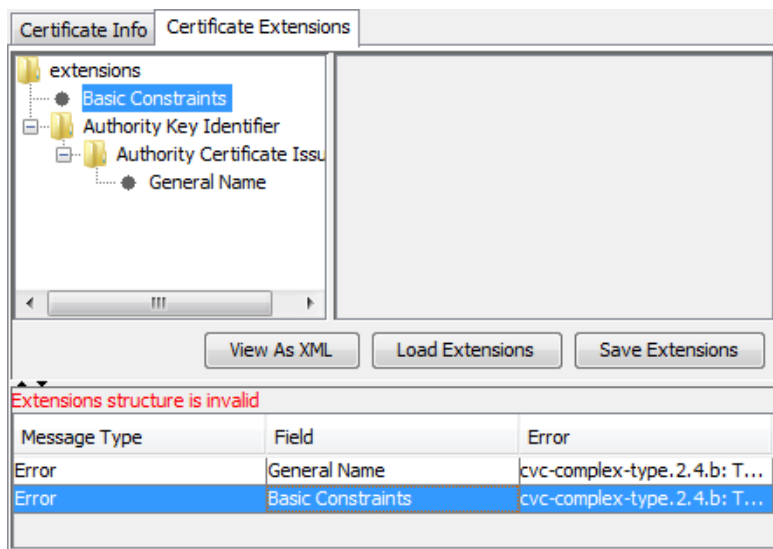 Certificate Info Certificate Extensions
extensions
Basic Constraints
Authority Key Identifier
Authority Certificate Issu
General Name
View As XML Load Extensions Save Extensions
Extensions structure is invalid
Message Type Field Error
Error General Name cvc-complex-type.2.4.b: T...
Error Basic Constraints cvc-complex-type.2.4.b: T...